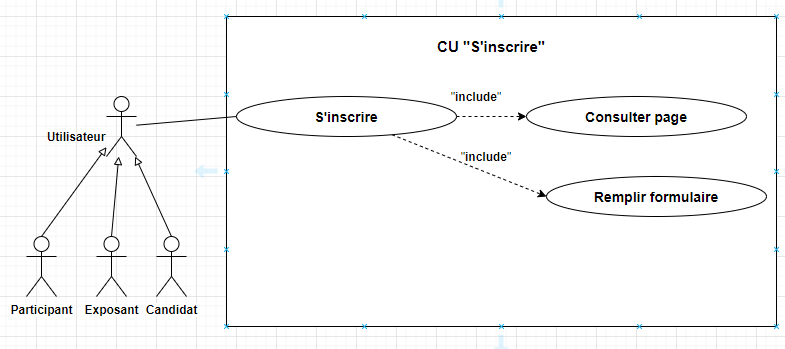 CU "S'inscrire"
"include"
S'inscrire
Consulter page
Utilisateur
"include"
Remplir formulaire
Participant
Exposant
Candidat